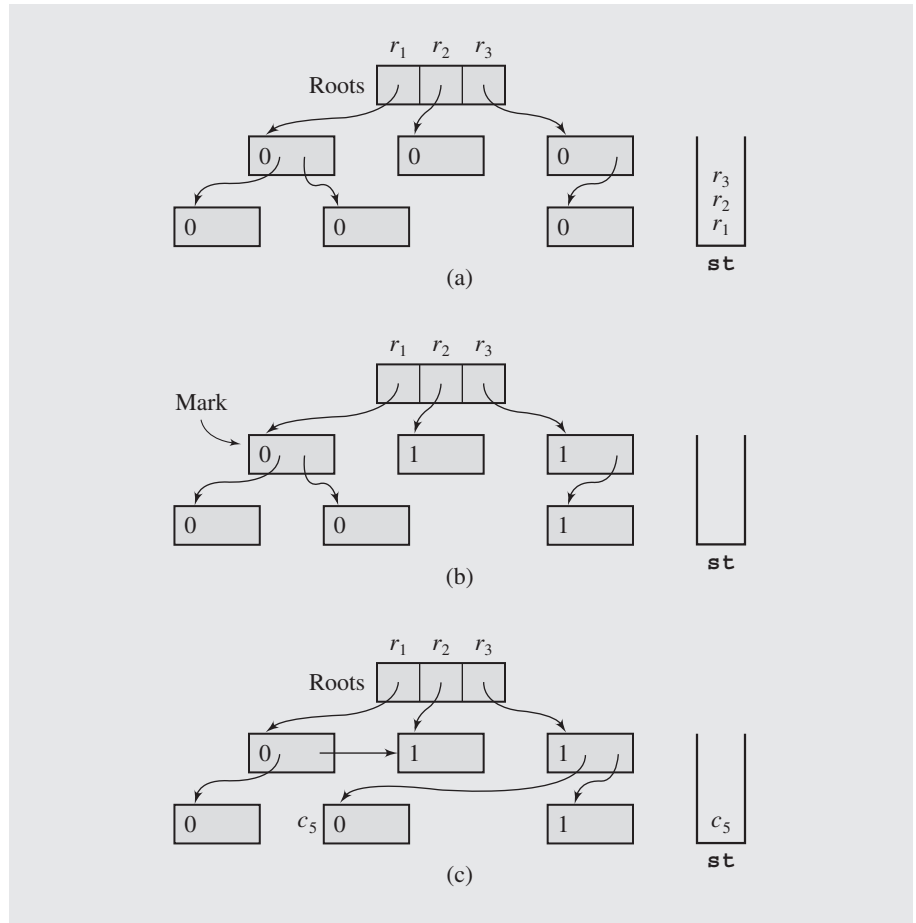 r₁ r₂ r₃
Roots
0 0 0
0 0 0
r₃
r₂
r₁
st
(a)
r₁ r₂ r₃
Mark
0 1 1
0 0 1
st
(b)
r₁ r₂ r₃
Roots
0 1 1
0 c₅ 0 1
c₅
st
(c)